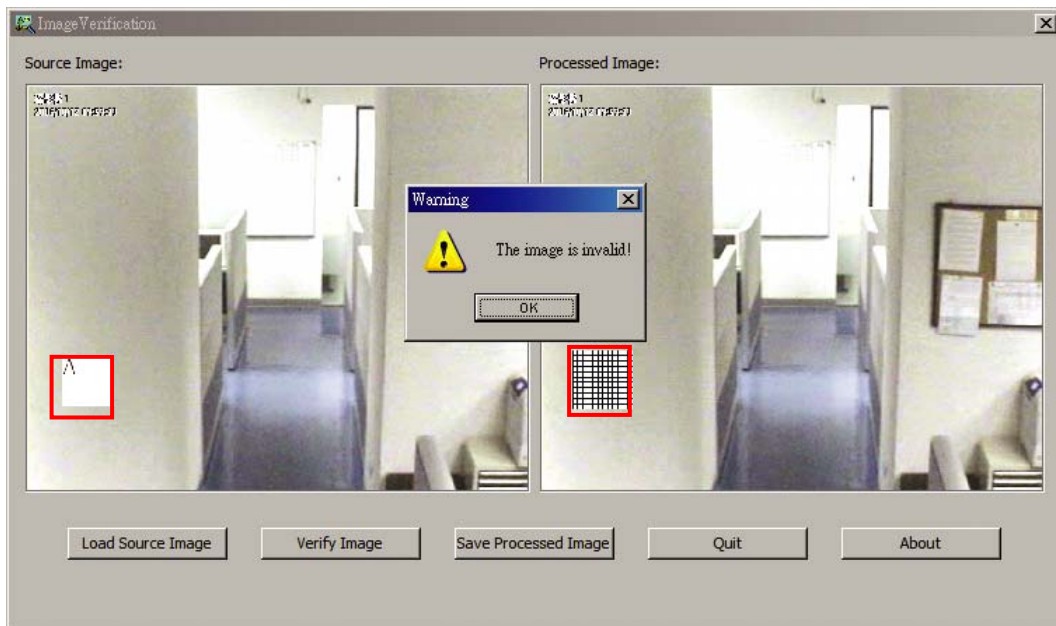 ImageVerification
Source Image:
Processed Image:
Warning
The image is invalid!
OK
Load Source Image
Verify Image
Save Processed Image
Quit
About